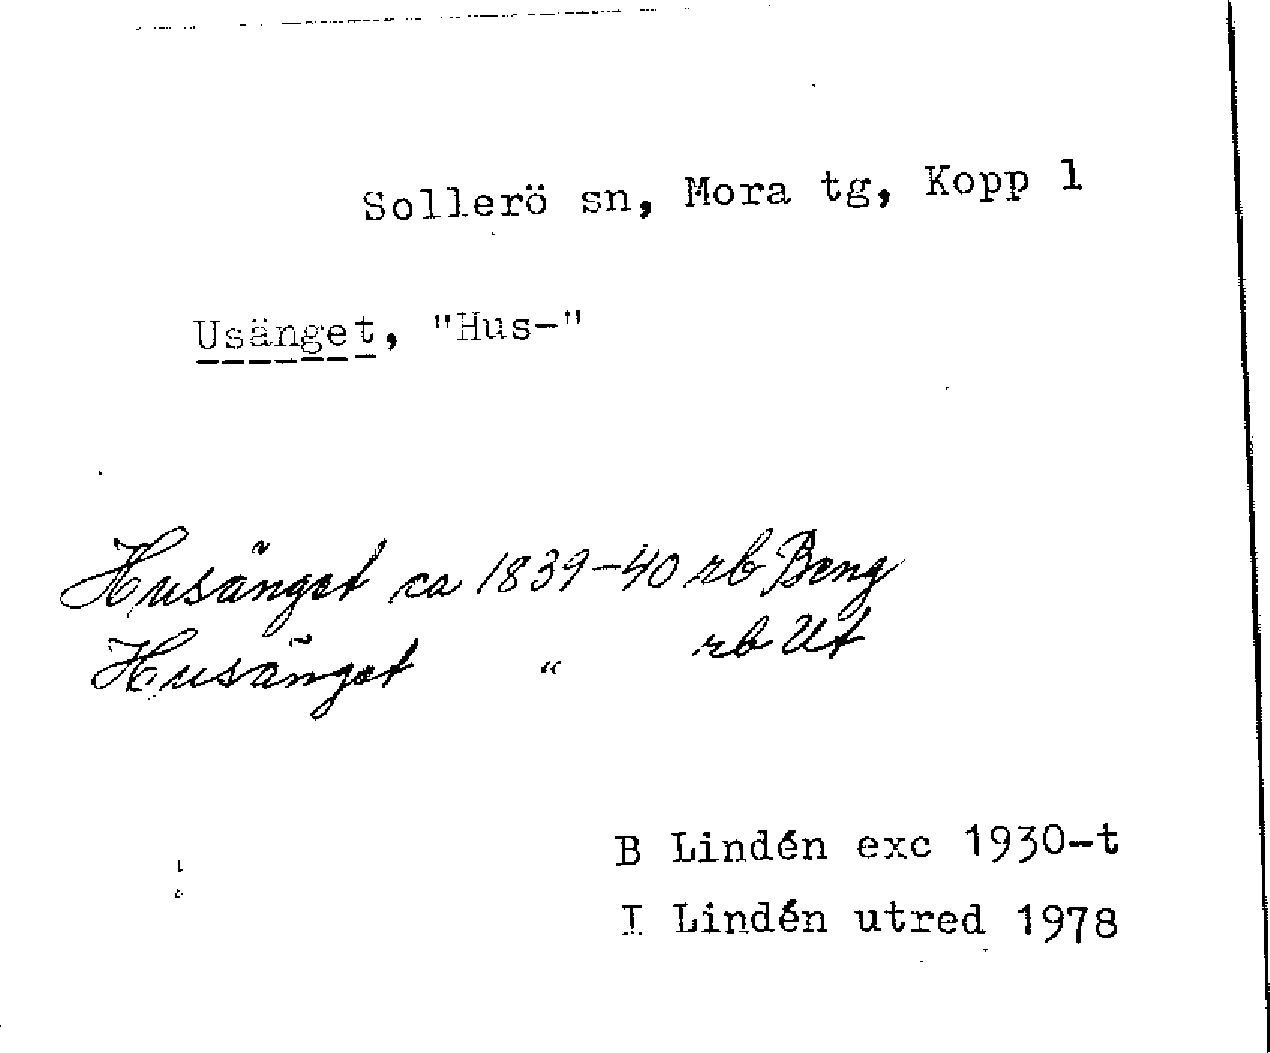 Sollerö sn, Mora tg, Kopp l
Usänget, "Hus-"
Husänget ca 1839-40 rb Beng
Husänget " rb Ut
B Lindén exc 1930-t
I Lindén utred 1978